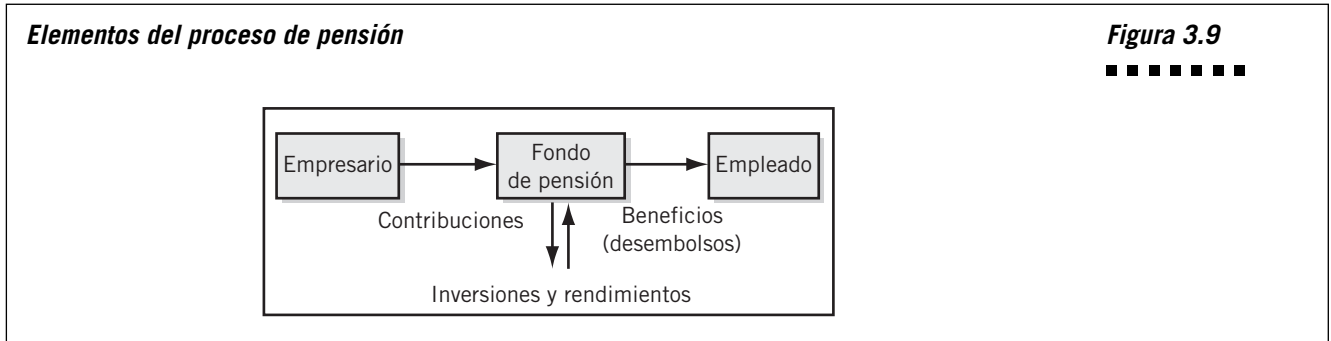 Elementos del proceso de pensión
Figura 3.9
Empresario
Fondo
de pensión
Empleado
Contribuciones
Beneficios
(desembolsos)
Inversiones y rendimientos